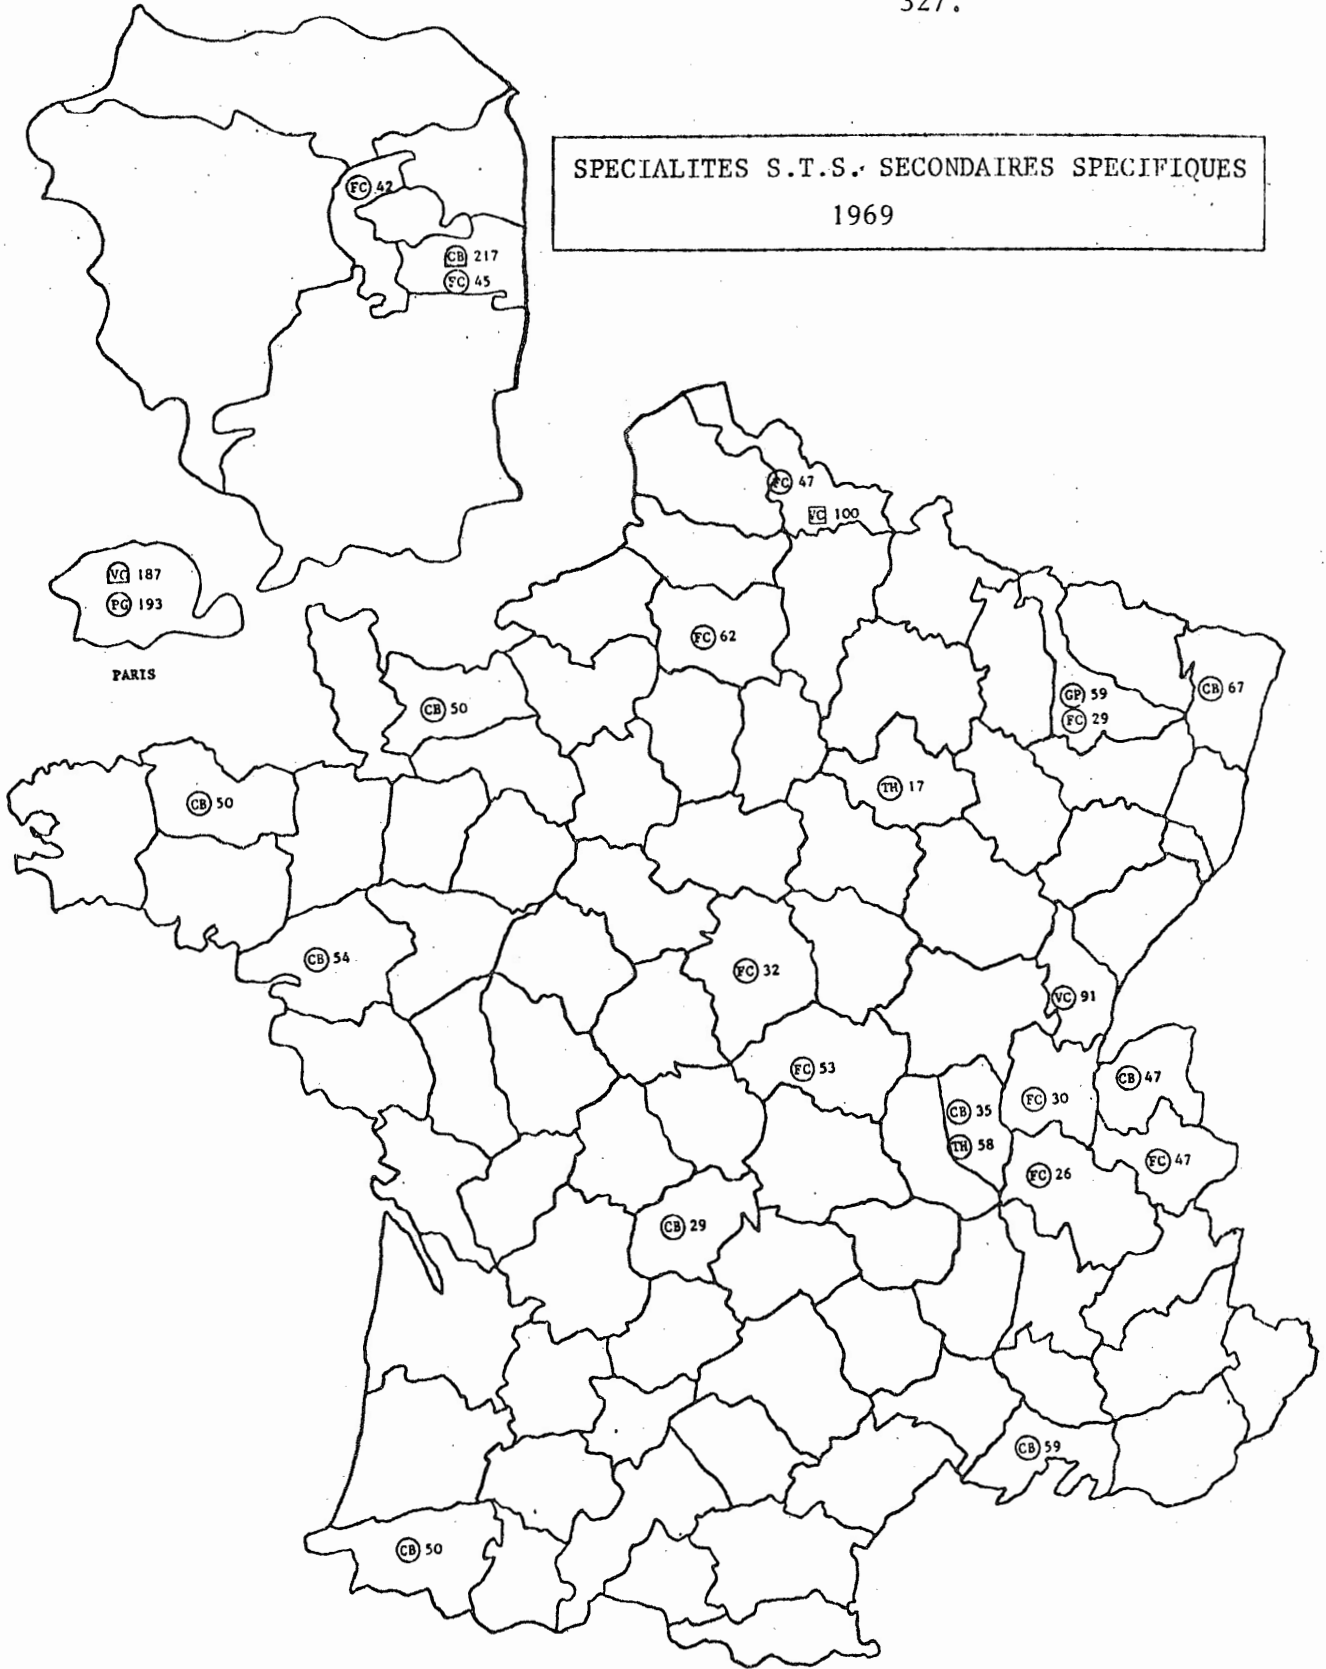 327.
SPECIALITES S.T.S. SECONDAIRES SPECIFIQUES
1969
FC 42
CB 217
FC 45
FC 47
VC 100
VC 187
PG 193
PARIS
FC 62
GP 59
FC 29
CB 67
CB 50
CB 50
TH 17
CB 54
FC 32
VC 91
FC 53
CB 47
FC 30
CB 35
TH 58
FC 47
FC 26
CB 29
CB 59
CB 50